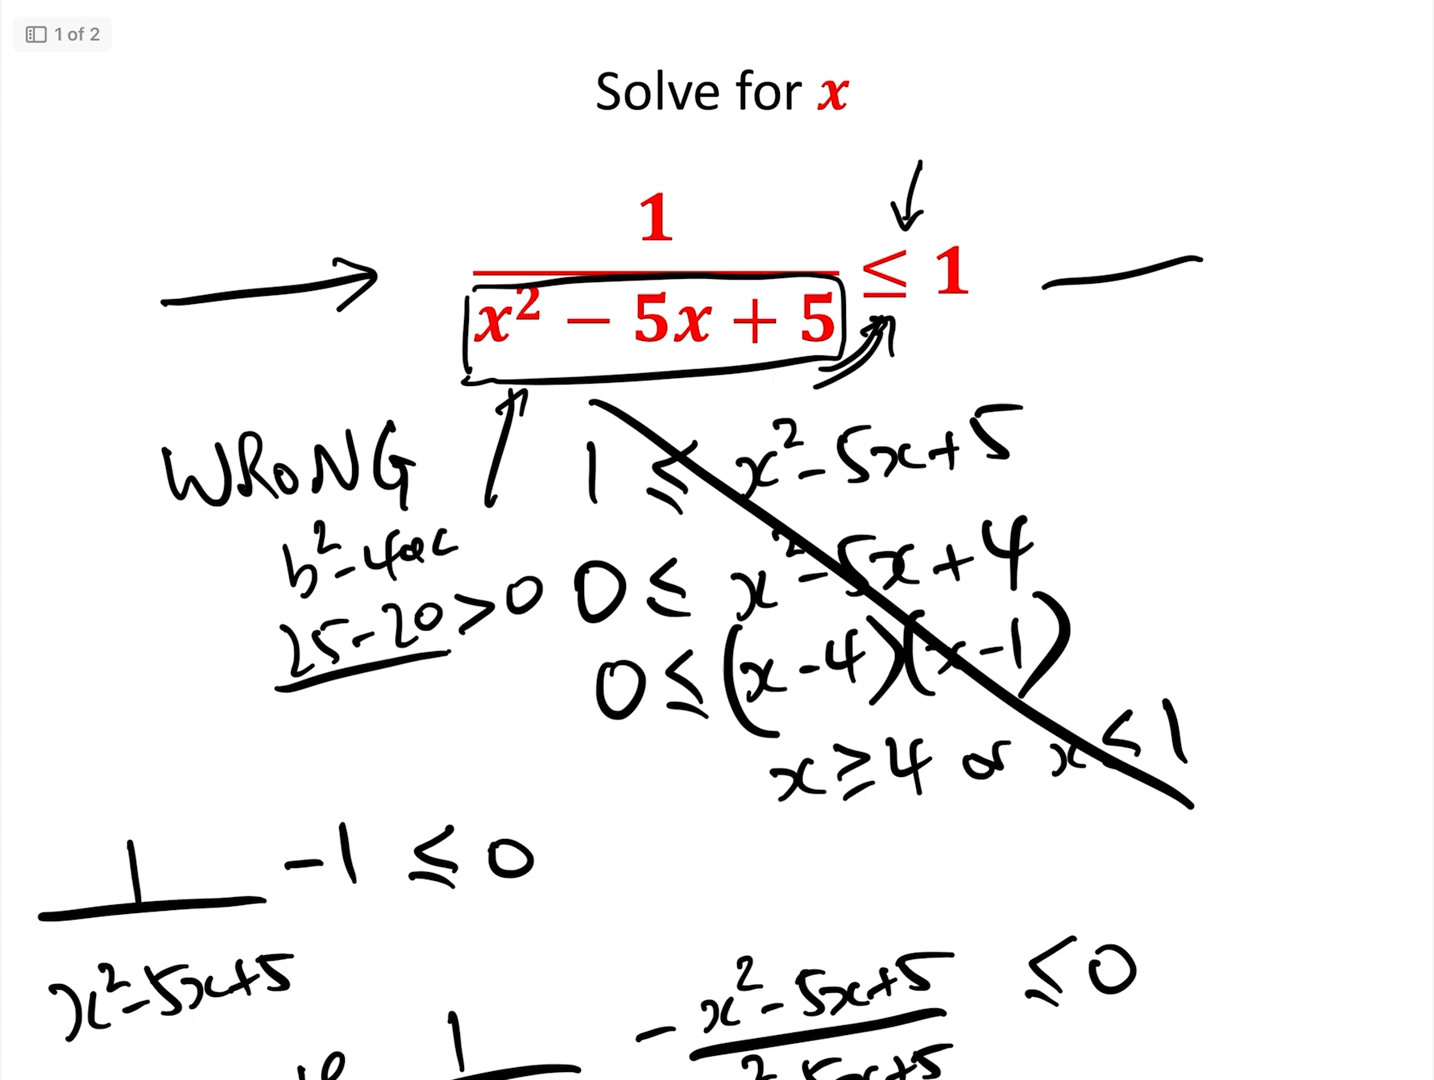 1 of 2
Solve for x
1
x² − 5x + 5
≤ 1
WRONG
1 ≤ x² - 5x + 5
b² - 4ac
0 ≤ x² - 5x + 4
25 - 20 > 0
0 ≤ (x - 4)(x - 1)
x ≥ 4 or x ≤ 1
1
- 1 ≤ 0
x² - 5x + 5
1
- x² - 5x + 5
≤ 0